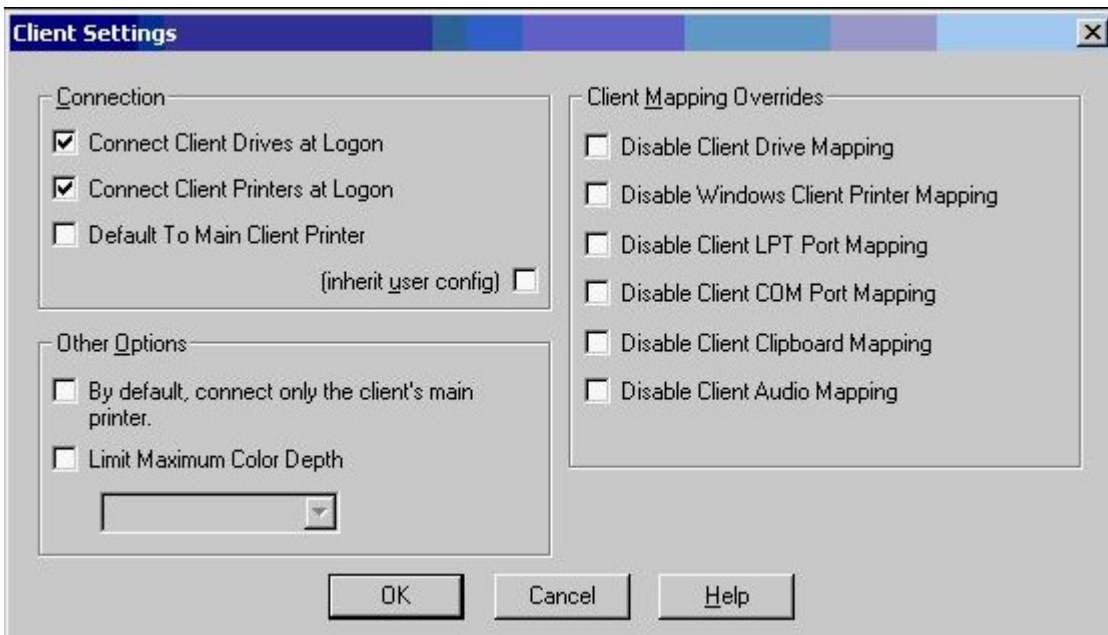 Client Settings
Connection
Connect Client Drives at Logon
Connect Client Printers at Logon
Default To Main Client Printer
(inherit user config)
Other Options
By default, connect only the client's main
printer.
Limit Maximum Color Depth
Client Mapping Overrides
Disable Client Drive Mapping
Disable Windows Client Printer Mapping
Disable Client LPT Port Mapping
Disable Client COM Port Mapping
Disable Client Clipboard Mapping
Disable Client Audio Mapping
OK
Cancel
Help